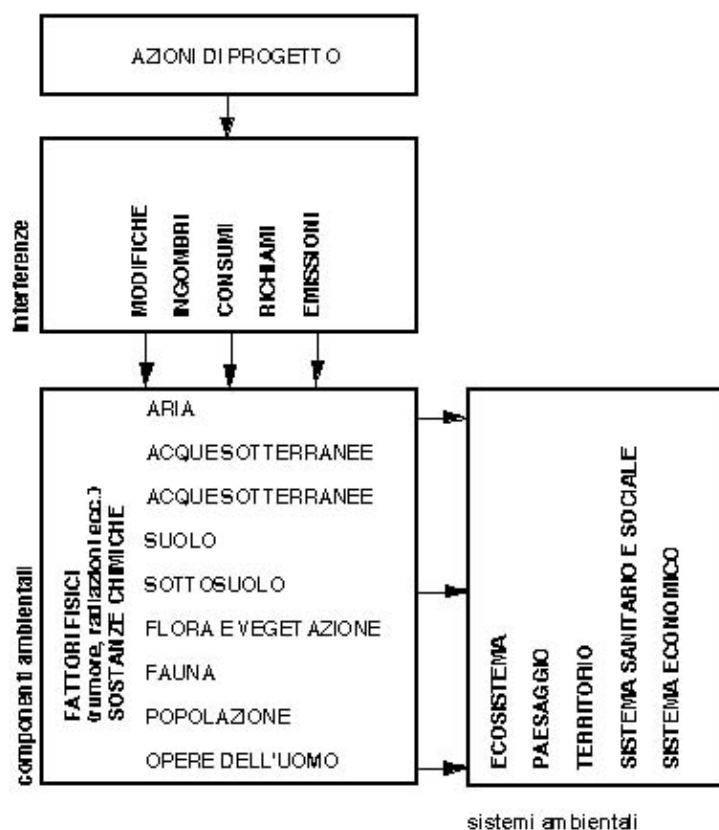 AZIONI DI PROGETTO
Interferenze
MODIFICHE
INGOMBRI
CONSUMI
RICHIAMI
EMISSIONI
componenti ambientali
FATTORI FISICI
(rumore, radiazioni ecc.)
SOSTANZE CHIMICHE
ARIA
ACQUE SOTTERRANEE
ACQUE SOTTERRANEE
SUOLO
SOTTOSUOLO
FLORA E VEGETAZIONE
FAUNA
POPOLAZIONE
OPERE DELL'UOMO
ECOSISTEMA
PAESAGGIO
TERRITORIO
SISTEMA SANITARIO E SOCIALE
SISTEMA ECONOMICO
sistemi ambientali